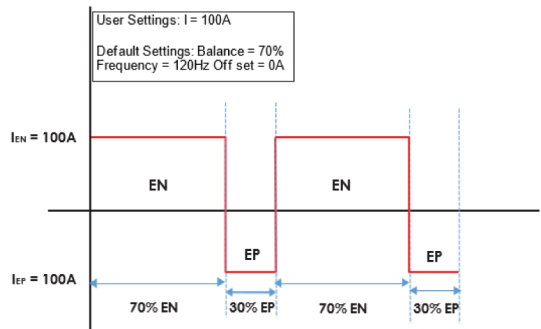 User Settings: I = 100A
Default Settings: Balance = 70%
Frequency = 120Hz Off set = 0A
IEN = 100A
EN
EN
EP
EP
IEP = 100A
70% EN
30% EP
70% EN
30% EP